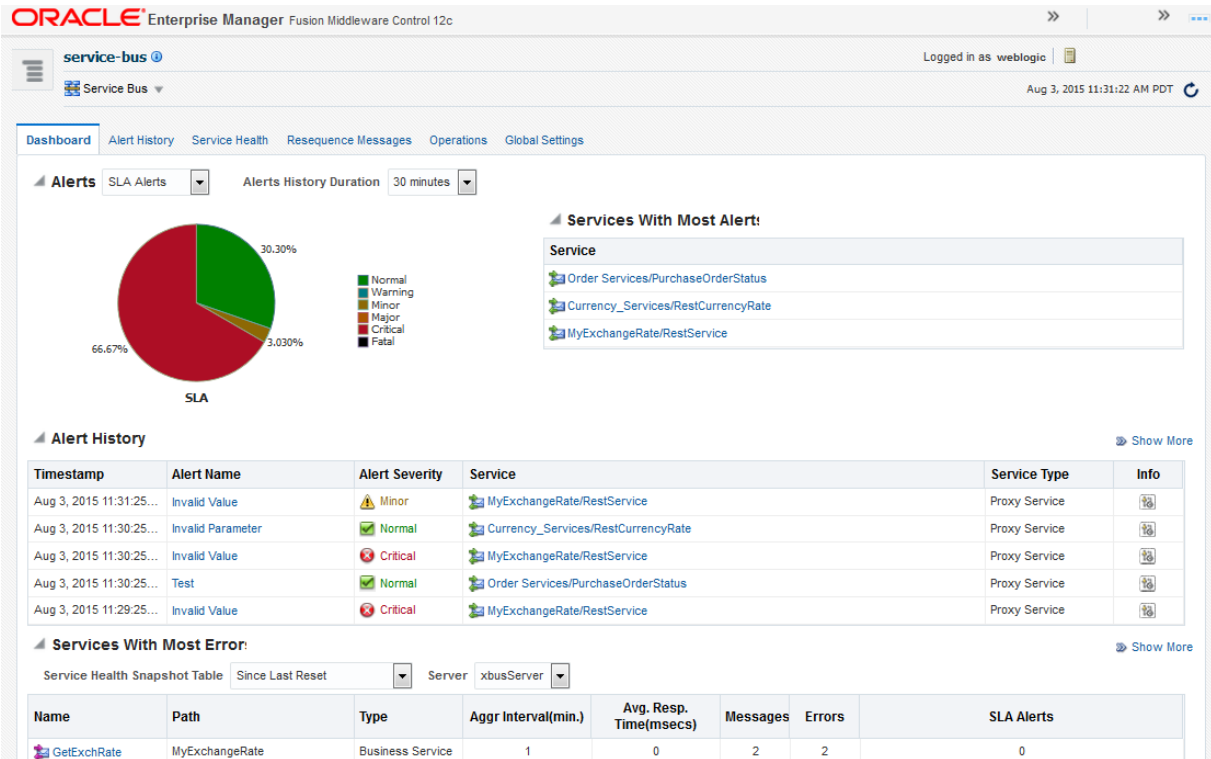 ORACLE Enterprise Manager Fusion Middleware Control 12c
service-bus
Logged in as weblogic
Service Bus
Aug 3, 2015 11:31:22 AM PDT
Dashboard Alert History Service Health Resequence Messages Operations Global Settings
Alerts SLA Alerts Alerts History Duration 30 minutes
30.30%
3.030%
66.67%
SLA
Normal
Warning
Minor
Major
Critical
Fatal
Services With Most Alerts
Service
Order Services/PurchaseOrderStatus
Currency_Services/RestCurrencyRate
MyExchangeRate/RestService
Alert History Show More
Timestamp Alert Name Alert Severity Service Service Type Info
Aug 3, 2015 11:31:25... Invalid Value Minor MyExchangeRate/RestService Proxy Service
Aug 3, 2015 11:30:25... Invalid Parameter Normal Currency_Services/RestCurrencyRate Proxy Service
Aug 3, 2015 11:30:25... Invalid Value Critical MyExchangeRate/RestService Proxy Service
Aug 3, 2015 11:30:25... Test Normal Order Services/PurchaseOrderStatus Proxy Service
Aug 3, 2015 11:29:25... Invalid Value Critical MyExchangeRate/RestService Proxy Service
Services With Most Errors Show More
Service Health Snapshot Table Since Last Reset Server xbusServer
Name Path Type Aggr Interval(min.) Avg. Resp. Time(msecs) Messages Errors SLA Alerts
GetExchRate MyExchangeRate Business Service 1 0 2 2 0